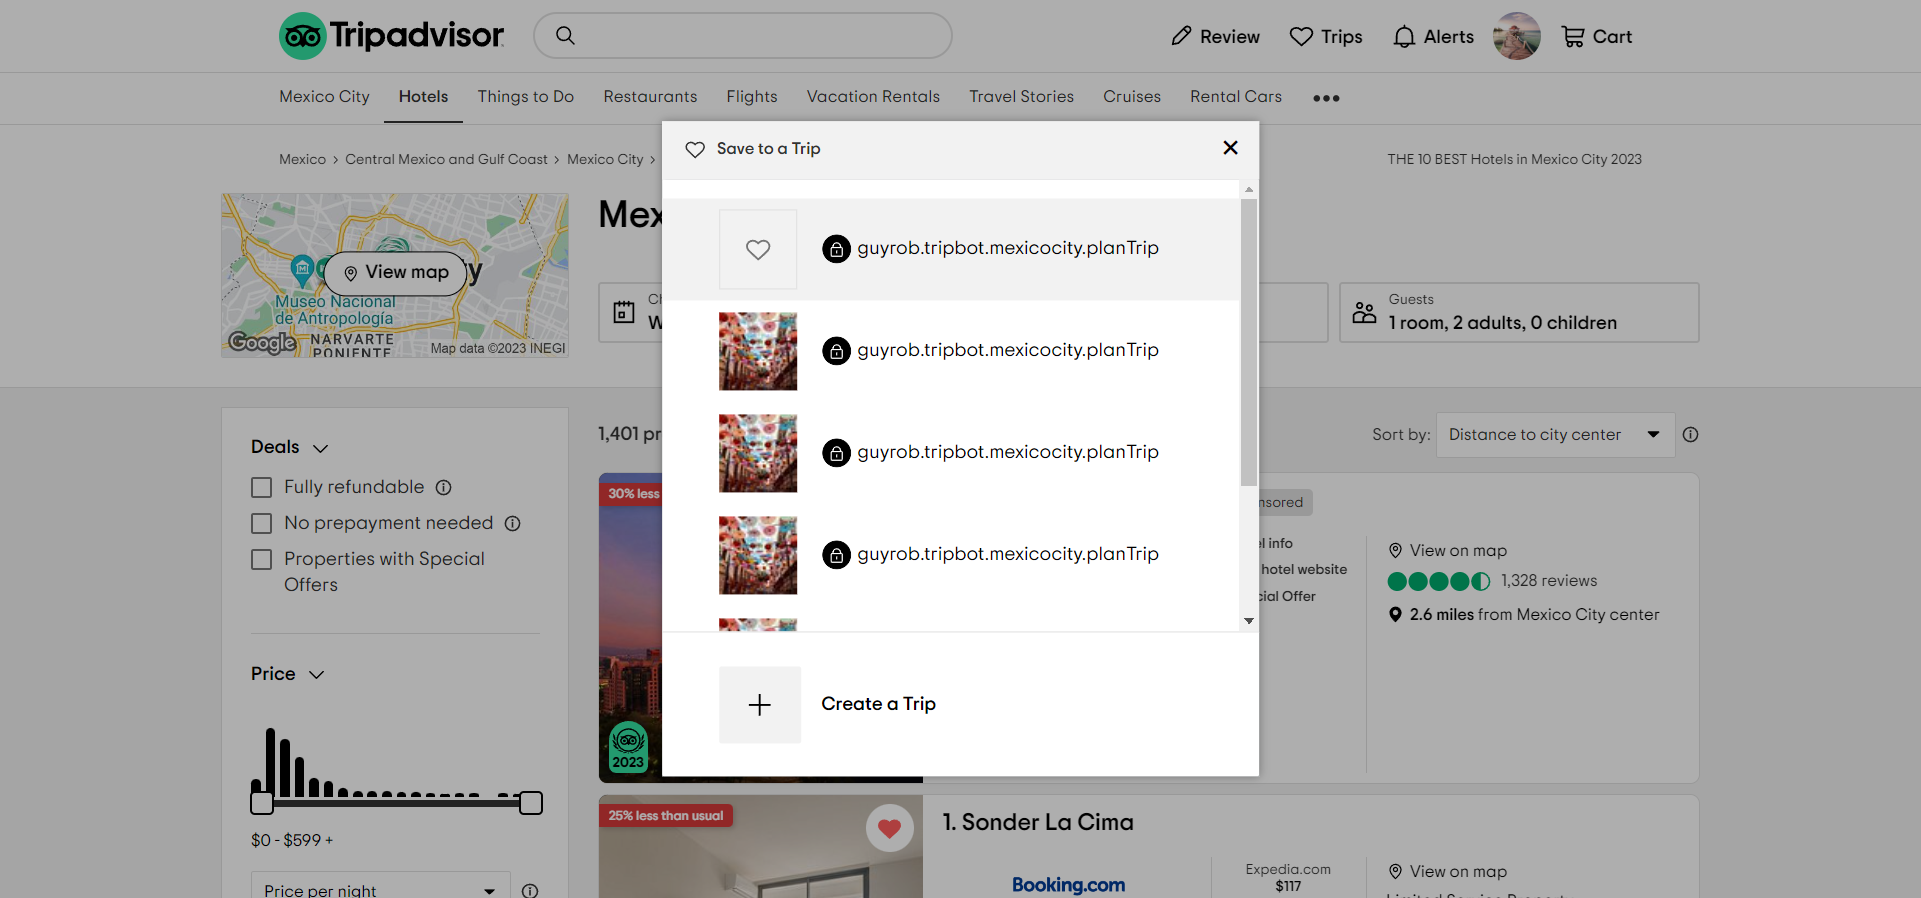 Tripadvisor
Review
Trips
Alerts
Cart
Mexico City
Hotels
Things to Do
Restaurants
Flights
Vacation Rentals
Travel Stories
Cruises
Rental Cars
Mexico › Central Mexico and Gulf Coast › Mexico City ›
THE 10 BEST Hotels in Mexico City 2023
View map
Museo Nacional
de Antropología
NARVARTE
PONIENTE
Google
Map data ©2023 INEGI
Guests
1 room, 2 adults, 0 children
Save to a Trip
guyrob.tripbot.mexicocity.planTrip
guyrob.tripbot.mexicocity.planTrip
guyrob.tripbot.mexicocity.planTrip
guyrob.tripbot.mexicocity.planTrip
Create a Trip
Deals
Fully refundable
No prepayment needed
Properties with Special
Offers
Price
$0 - $599 +
Price per night
1,401
Sort by: Distance to city center
30% less
2023
hotel website
Offer
info
View on map
1,328 reviews
2.6 miles from Mexico City center
25% less than usual
1. Sonder La Cima
Booking.com
Expedia.com
$117
View on map